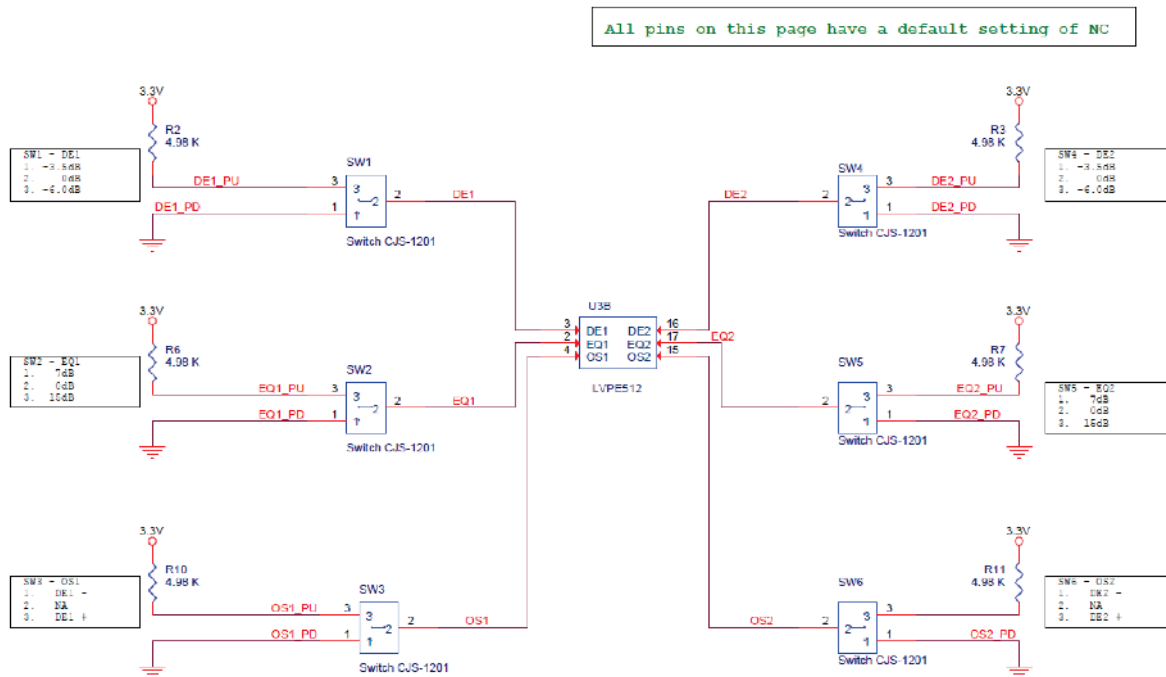 All pins on this page have a default setting of NC
3.3V
R2
4.98 K
SW1 - DE1
1. -3.5dB
2. 0dB
3. -6.0dB
DE1_PU
DE1_PD
3
1
SW1
3
2
1
2
DE1
Switch CJS-1201
3.3V
R3
4.98 K
SW4 - DE2
1. -3.5dB
2. 0dB
3. -6.0dB
DE2
2
SW4
3
2
1
3
1
DE2_PU
DE2_PD
Switch CJS-1201
U3B
3
2
4
DE1 DE2
EQ1 EQ2
OS1 OS2
16
17
15
EQ2
LVPE512
3.3V
R6
4.98 K
SW2 - EQ1
1. 7dB
2. 0dB
3. 15dB
EQ1_PU
EQ1_PD
3
1
SW2
3
2
1
2
EQ1
Switch CJS-1201
3.3V
R7
4.98 K
SW5 - EQ2
1. 7dB
2. 0dB
3. 15dB
2
SW5
3
2
1
3
1
EQ2_PU
EQ2_PD
Switch CJS-1201
3.3V
R10
4.98 K
SW3 - OS1
1. DE1 -
2. NA
3. DE1 +
OS1_PU
OS1_PD
3
1
SW3
3
2
1
2
OS1
Switch CJS-1201
3.3V
R11
4.98 K
SW6 - OS2
1. DE2 -
2. NA
3. DE2 +
OS2
2
SW6
3
2
1
3
1
OS2_PD
Switch CJS-1201